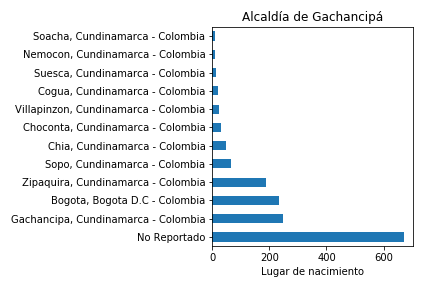 Alcaldía de Gachancipá
Soacha, Cundinamarca - Colombia
Nemocon, Cundinamarca - Colombia
Suesca, Cundinamarca - Colombia
Cogua, Cundinamarca - Colombia
Villapinzon, Cundinamarca - Colombia
Choconta, Cundinamarca - Colombia
Chia, Cundinamarca - Colombia
Sopo, Cundinamarca - Colombia
Zipaquira, Cundinamarca - Colombia
Bogota, Bogota D.C - Colombia
Gachancipa, Cundinamarca - Colombia
No Reportado
0 200 400 600
Lugar de nacimiento